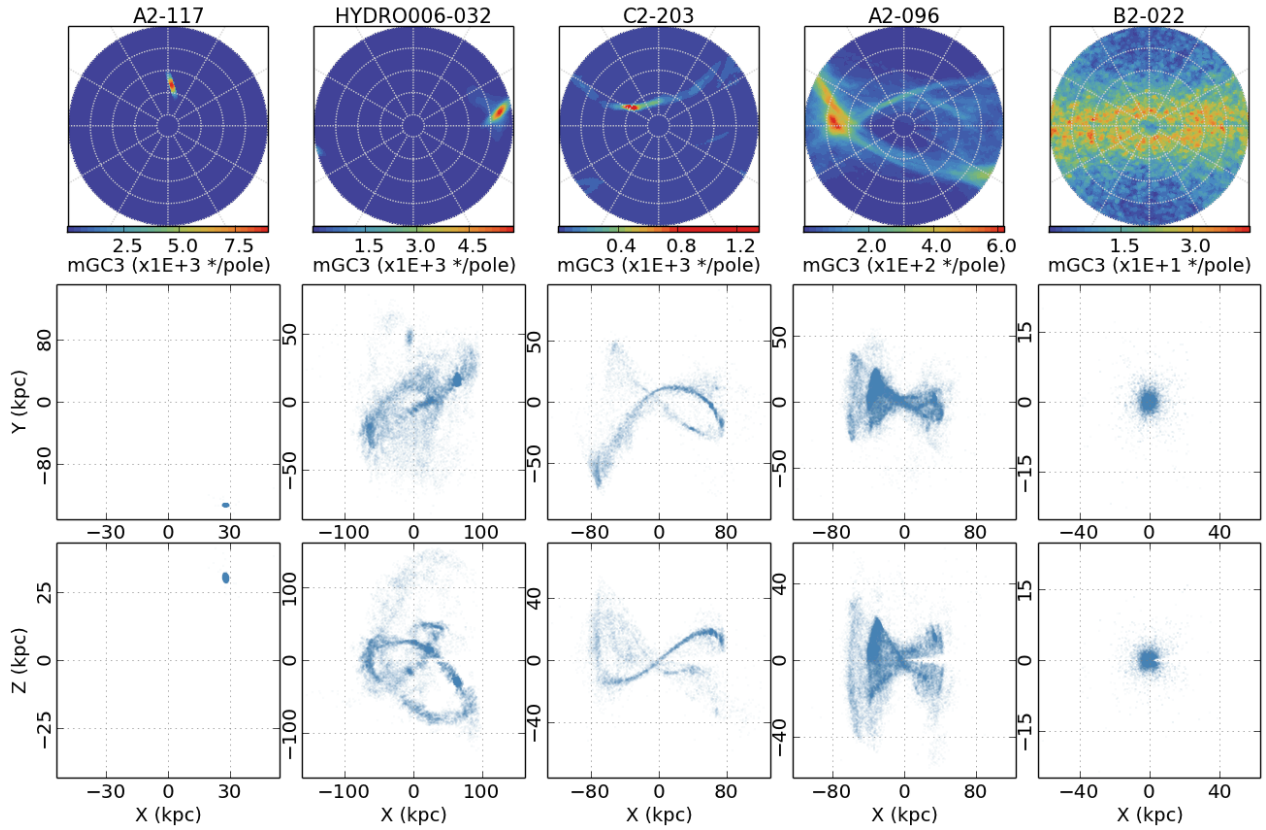 A2-117 HYDRO006-032 C2-203 A2-096 B2-022
2.5 5.0 7.5 1.5 3.0 4.5 0.4 0.8 1.2 2.0 4.0 6.0 1.5 3.0
mGC3 (x1E+3 */pole) mGC3 (x1E+3 */pole) mGC3 (x1E+3 */pole) mGC3 (x1E+2 */pole) mGC3 (x1E+1 */pole)
Y (kpc)
80 0 −80
50 0 −50
50 0 −50
50 0 −50
15 0 −15
−30 0 30 −100 0 100 −80 0 80 −80 0 80 −40 0 40
Z (kpc)
25 0 −25
100 0 −100
40 0 −40
40 0 −40
15 0 −15
−30 0 30 −100 0 100 −80 0 80 −80 0 80 −40 0 40
X (kpc) X (kpc) X (kpc) X (kpc) X (kpc)